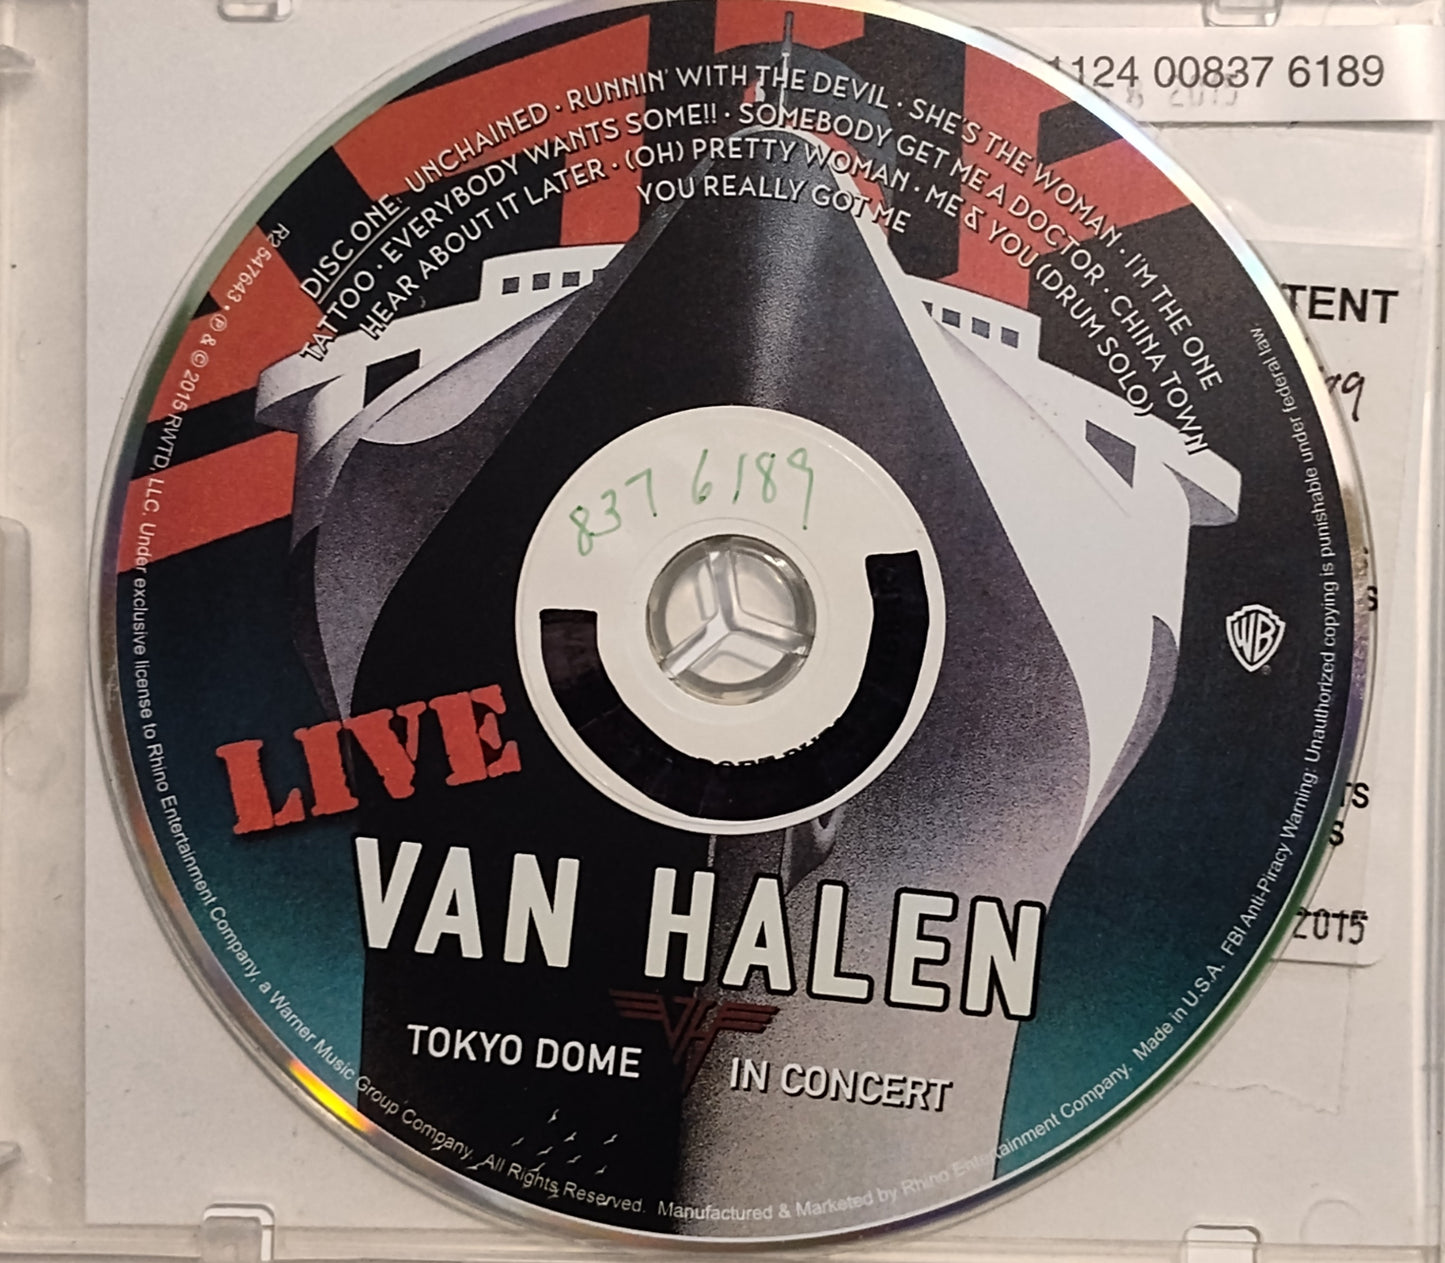 1124 00837 6189
8 2015
DISC ONE: UNCHAINED · RUNNIN' WITH THE DEVIL · SHE'S THE WOMAN · I'M THE ONE
TATTOO · EVERYBODY WANTS SOME!! · SOMEBODY GET ME A DOCTOR · CHINA TOWN
HEAR ABOUT IT LATER · (OH) PRETTY WOMAN · ME & YOU (DRUM SOLO)
YOU REALLY GOT ME
TENT
837 6189
WB
LIVE
VAN HALEN
VH
TOKYO DOME IN CONCERT
TS
S
2015
R2 547643 · ℗ & © 2015 RWTD, LLC. Under exclusive license to Rhino Entertainment Company, a Warner Music Group Company. All Rights Reserved. Manufactured & Marketed by Rhino Entertainment Company. Made in U.S.A. FBI Anti-Piracy Warning: Unauthorized copying is punishable under federal law.